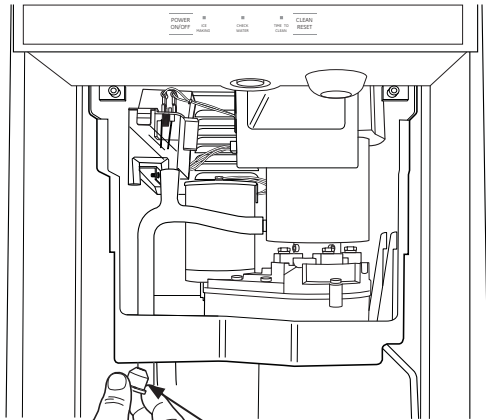 POWER
ON/OFF
ICE
MAKING
CHECK
WATER
TIME TO
CLEAN
CLEAN
RESET